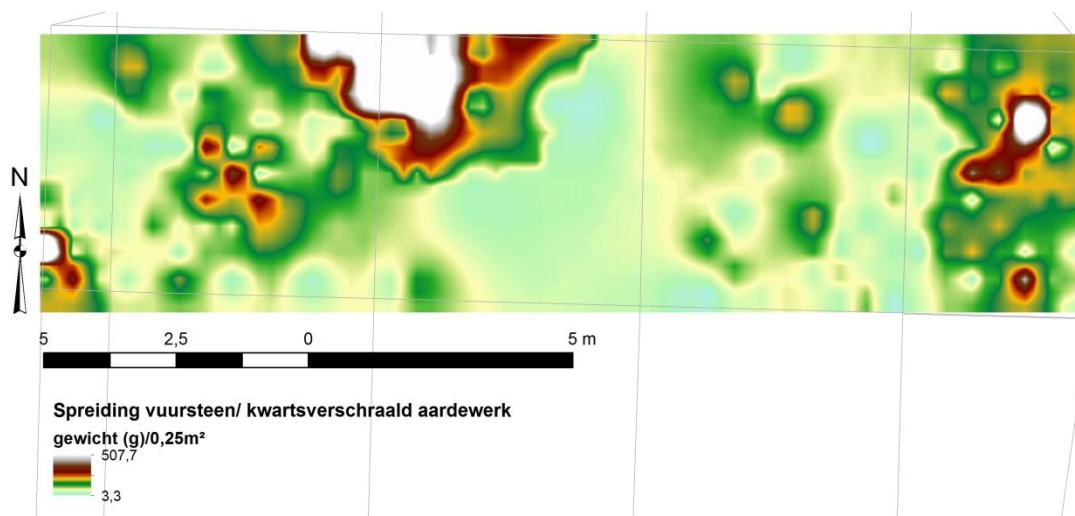 N
5 2,5 0 5 m
Spreiding vuursteen/ kwartsverschraald aardewerk
gewicht (g)/0,25m²
507,7
3,3